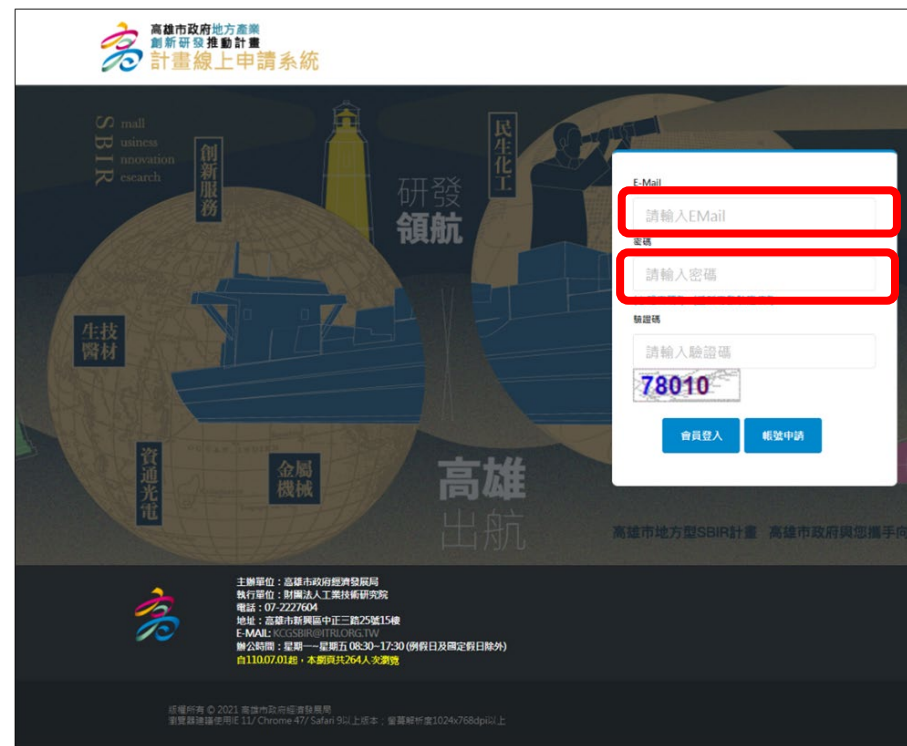 高雄市政府地方產業
創新研發推動計畫
計畫線上申請系統
Small
Business
Innovation
Research
創新服務
民生化工
研發
領航
生技
醫材
資通光電
金屬
機械
高雄
出航
E-Mail
請輸入EMail
密碼
請輸入密碼
驗證碼
請輸入驗證碼
78010
會員登入 帳號申請
高雄市地方型SBIR計畫 高雄市政府與您攜手向
主辦單位：高雄市政府經濟發展局
執行單位：財團法人工業技術研究院
電話：07-2227604
地址：高雄市新興區中正三路25號15樓
E-MAIL: KCGSBIR@ITRI.ORG.TW
辦公時間：星期一~星期五 08:30~17:30 (例假日及國定假日除外)
自110.07.01起，本網頁共264人次瀏覽
版權所有 © 2021 高雄市政府經濟發展局
瀏覽器建議使用IE 11/ Chrome 47/ Safari 9以上版本；螢幕解析度1024x768dpi以上